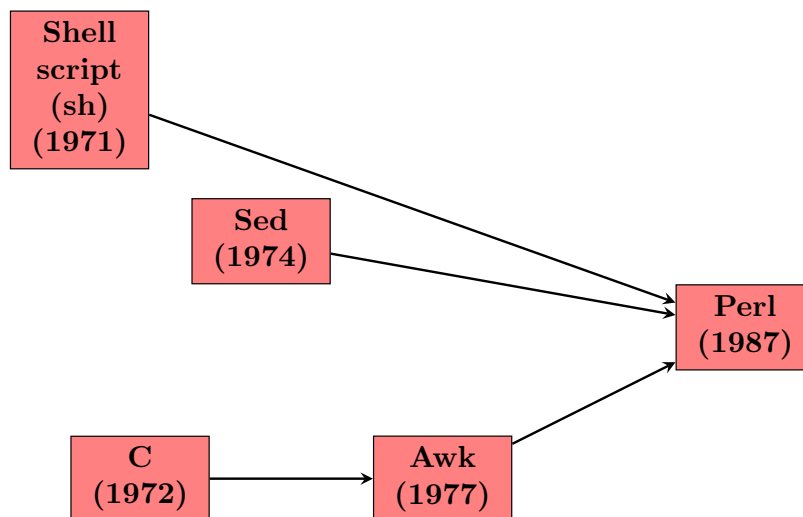 Shell
script
(sh)
(1971)
Sed
(1974)
Perl
(1987)
C
(1972)
Awk
(1977)